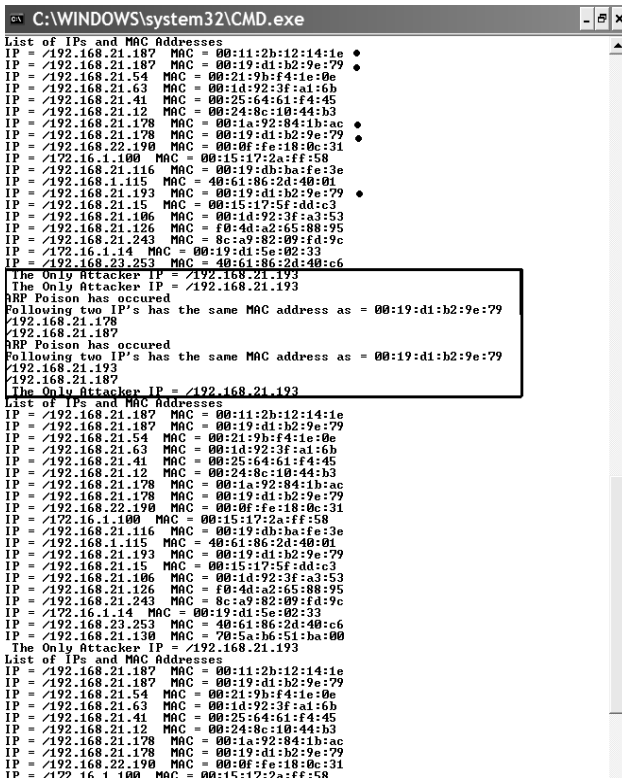 C:\WINDOWS\system32\CMD.exe
List of IPs and MAC Addresses
IP = /192.168.21.187  MAC = 00:11:2b:12:14:1e
IP = /192.168.21.187  MAC = 00:19:d1:b2:9e:79
IP = /192.168.21.54  MAC = 00:21:9b:f4:1e:0e
IP = /192.168.21.63  MAC = 00:1d:92:3f:a1:6b
IP = /192.168.21.41  MAC = 00:25:64:61:f4:45
IP = /192.168.21.12  MAC = 00:24:8c:10:44:b3
IP = /192.168.21.178  MAC = 00:1a:92:84:1b:ac
IP = /192.168.21.178  MAC = 00:19:d1:b2:9e:79
IP = /192.168.22.190  MAC = 00:0f:fe:18:0c:31
IP = /172.16.1.100  MAC = 00:15:17:2a:ff:58
IP = /192.168.21.116  MAC = 00:19:db:ba:fe:3e
IP = /192.168.1.115  MAC = 40:61:86:2d:40:01
IP = /192.168.21.193  MAC = 00:19:d1:b2:9e:79
IP = /192.168.21.15  MAC = 00:15:17:5f:dd:c3
IP = /192.168.21.106  MAC = 00:1d:92:3f:a3:53
IP = /192.168.21.126  MAC = f0:4d:a2:65:88:95
IP = /192.168.21.243  MAC = 8c:a9:82:09:fd:9c
IP = /172.16.1.14  MAC = 00:19:d1:5e:02:33
IP = /192.168.23.253  MAC = 40:61:86:2d:40:c6
The Only Attacker IP = /192.168.21.193
The Only Attacker IP = /192.168.21.193
ARP Poison has occured
Following two IP's has the same MAC address as = 00:19:d1:b2:9e:79
/192.168.21.178
/192.168.21.187
ARP Poison has occured
Following two IP's has the same MAC address as = 00:19:d1:b2:9e:79
/192.168.21.193
/192.168.21.187
The Only Attacker IP = /192.168.21.193
List of IPs and MAC Addresses
IP = /192.168.21.187  MAC = 00:11:2b:12:14:1e
IP = /192.168.21.187  MAC = 00:19:d1:b2:9e:79
IP = /192.168.21.54  MAC = 00:21:9b:f4:1e:0e
IP = /192.168.21.63  MAC = 00:1d:92:3f:a1:6b
IP = /192.168.21.41  MAC = 00:25:64:61:f4:45
IP = /192.168.21.12  MAC = 00:24:8c:10:44:b3
IP = /192.168.21.178  MAC = 00:1a:92:84:1b:ac
IP = /192.168.21.178  MAC = 00:19:d1:b2:9e:79
IP = /192.168.22.190  MAC = 00:0f:fe:18:0c:31
IP = /172.16.1.100  MAC = 00:15:17:2a:ff:58
IP = /192.168.21.116  MAC = 00:19:db:ba:fe:3e
IP = /192.168.1.115  MAC = 40:61:86:2d:40:01
IP = /192.168.21.193  MAC = 00:19:d1:b2:9e:79
IP = /192.168.21.15  MAC = 00:15:17:5f:dd:c3
IP = /192.168.21.106  MAC = 00:1d:92:3f:a3:53
IP = /192.168.21.126  MAC = f0:4d:a2:65:88:95
IP = /192.168.21.243  MAC = 8c:a9:82:09:fd:9c
IP = /172.16.1.14  MAC = 00:19:d1:5e:02:33
IP = /192.168.23.253  MAC = 40:61:86:2d:40:c6
IP = /192.168.21.130  MAC = 70:5a:b6:51:ba:00
The Only Attacker IP = /192.168.21.193
List of IPs and MAC Addresses
IP = /192.168.21.187  MAC = 00:11:2b:12:14:1e
IP = /192.168.21.187  MAC = 00:19:d1:b2:9e:79
IP = /192.168.21.54  MAC = 00:21:9b:f4:1e:0e
IP = /192.168.21.63  MAC = 00:1d:92:3f:a1:6b
IP = /192.168.21.41  MAC = 00:25:64:61:f4:45
IP = /192.168.21.12  MAC = 00:24:8c:10:44:b3
IP = /192.168.21.178  MAC = 00:1a:92:84:1b:ac
IP = /192.168.21.178  MAC = 00:19:d1:b2:9e:79
IP = /192.168.22.190  MAC = 00:0f:fe:18:0c:31
IP = /172.16.1.100  MAC = 00:15:17:2a:ff:58